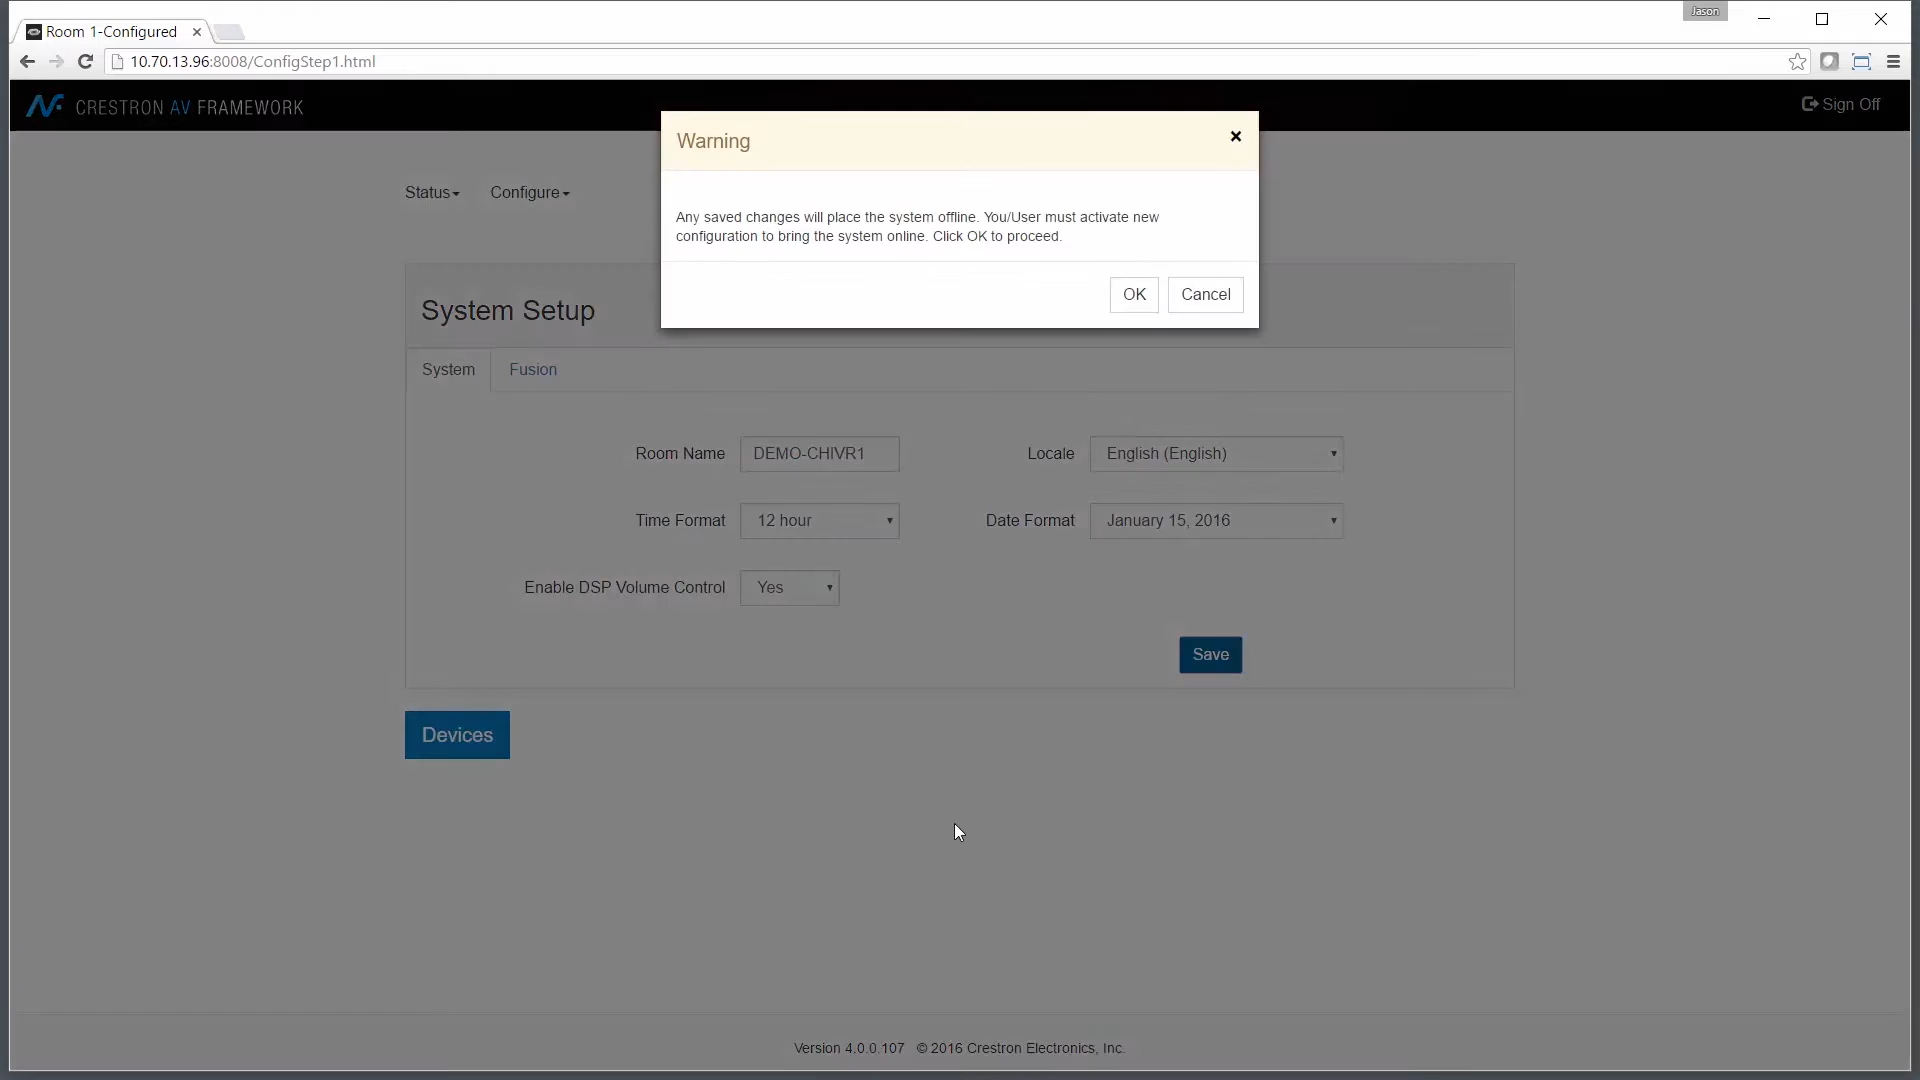 Jason
Room 1-Configured
10.70.13.96:8008/ConfigStep1.html
CRESTRON AV FRAMEWORK
Sign Off
Warning
Any saved changes will place the system offline. You/User must activate new
configuration to bring the system online. Click OK to proceed.
OK Cancel
Status Configure
System Setup
System Fusion
Room Name DEMO-CHIVR1 Locale English (English)
Time Format 12 hour Date Format January 15, 2016
Enable DSP Volume Control Yes
Save
Devices
Version 4.0.0.107 © 2016 Crestron Electronics, Inc.